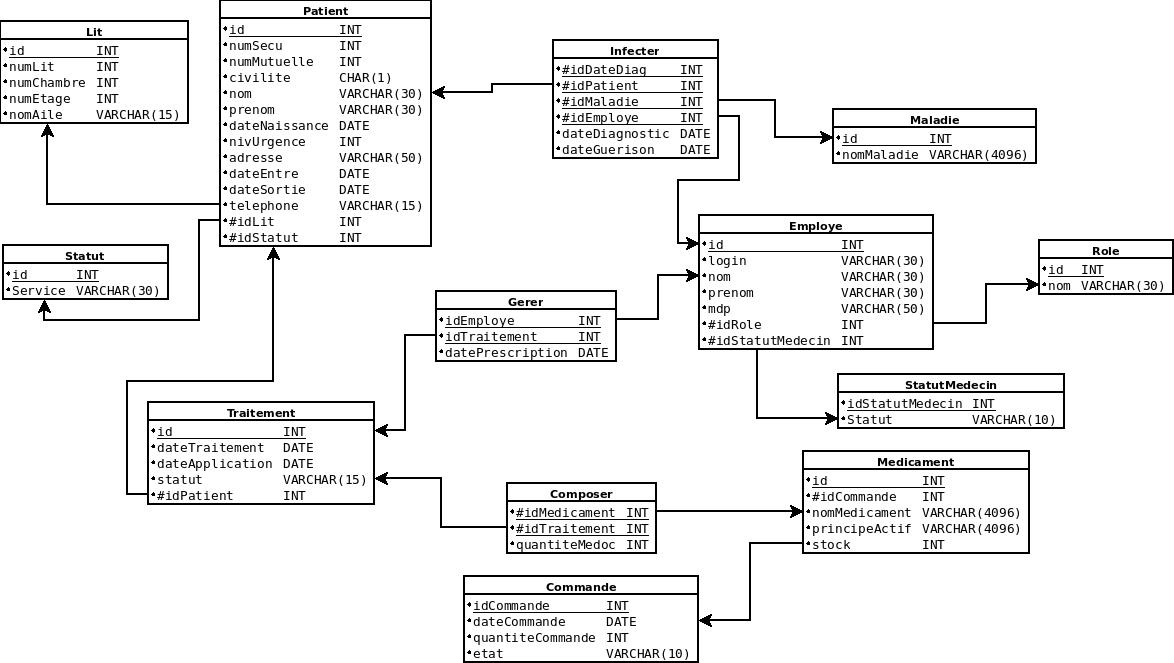 Lit
id INT
numLit INT
numChambre INT
numEtage INT
nomAile VARCHAR(15)
Patient
id INT
numSecu INT
numMutuelle INT
civilite CHAR(1)
nom VARCHAR(30)
prenom VARCHAR(30)
dateNaissance DATE
nivUrgence INT
adresse VARCHAR(50)
dateEntre DATE
dateSortie DATE
telephone VARCHAR(15)
#idLit INT
#idStatut INT
Infecter
#idDateDiag INT
#idPatient INT
#idMaladie INT
#idEmploye INT
dateDiagnostic DATE
dateGuerison DATE
Maladie
id INT
nomMaladie VARCHAR(4096)
Statut
id INT
Service VARCHAR(30)
Employe
id INT
login VARCHAR(30)
nom VARCHAR(30)
prenom VARCHAR(30)
mdp VARCHAR(50)
#idRole INT
#idStatutMedecin INT
Role
id INT
nom VARCHAR(30)
Gerer
idEmploye INT
idTraitement INT
datePrescription DATE
StatutMedecin
idStatutMedecin INT
Statut VARCHAR(10)
Traitement
id INT
dateTraitement DATE
dateApplication DATE
statut VARCHAR(15)
#idPatient INT
Composer
#idMedicament INT
#idTraitement INT
quantiteMedoc INT
Medicament
id INT
#idCommande INT
nomMedicament VARCHAR(4096)
principeActif VARCHAR(4096)
stock INT
Commande
idCommande INT
dateCommande DATE
quantiteCommande INT
etat VARCHAR(10)